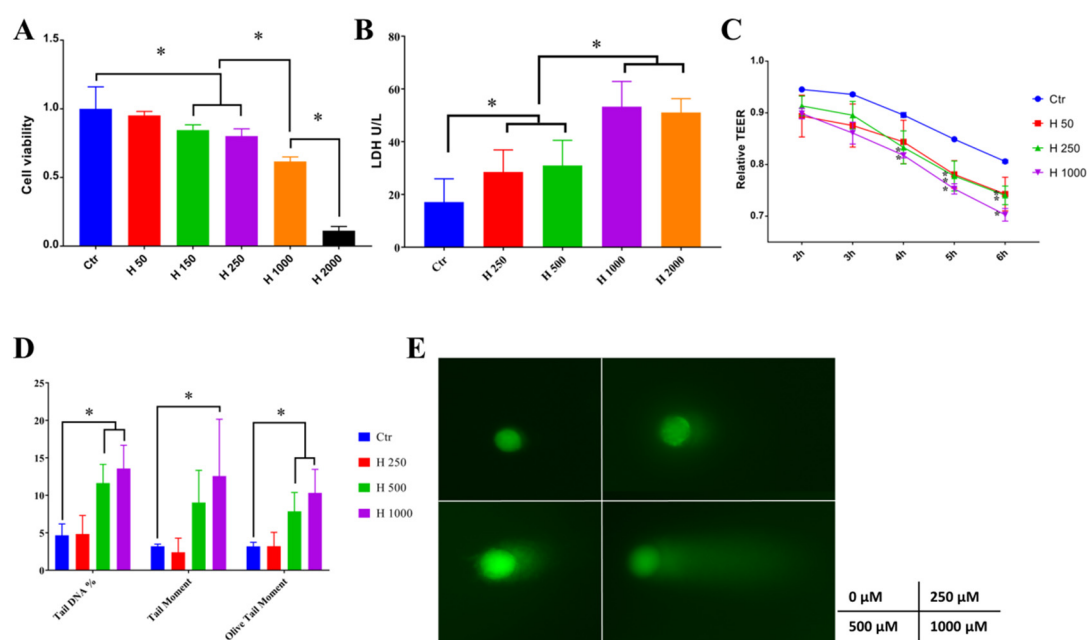 A
Cell viability
1.5
1.0
0.5
0.0
*
*
*
Ctr
H 50
H 150
H 250
H 1000
H 2000
B
LDH U/L
80
60
40
20
0
*
*
Ctr
H 250
H 500
H 1000
H 2000
C
Relative TEER
1.0
0.9
0.8
0.7
*
*
*
*
*
*
*
*
2h
3h
4h
5h
6h
Ctr
H 50
H 250
H 1000
D
25
20
15
10
5
0
*
*
*
Tail DNA %
Tail Moment
Olive Tail Moment
Ctr
H 250
H 500
H 1000
E
0 µM 250 µM
500 µM 1000 µM